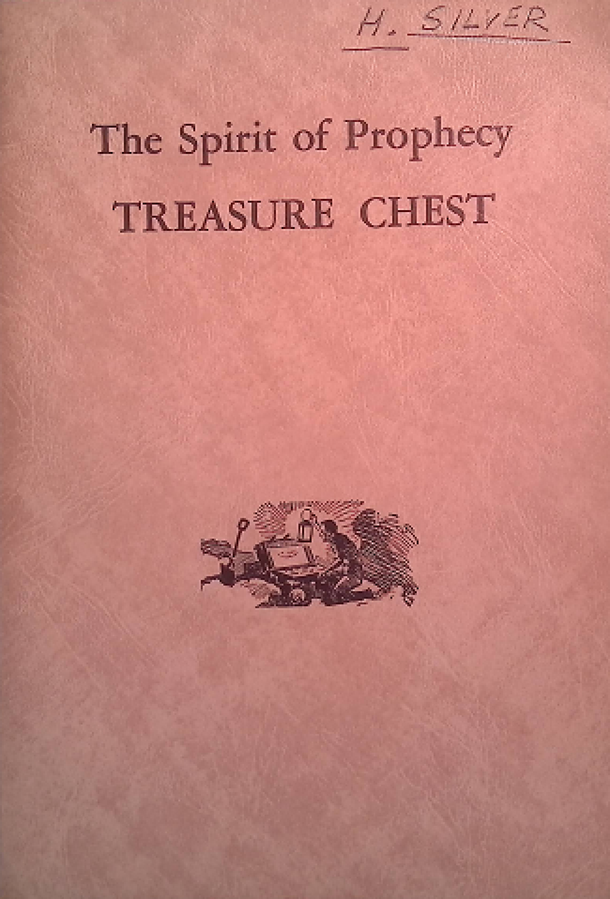 H. SILVER
The Spirit of Prophecy
TREASURE CHEST